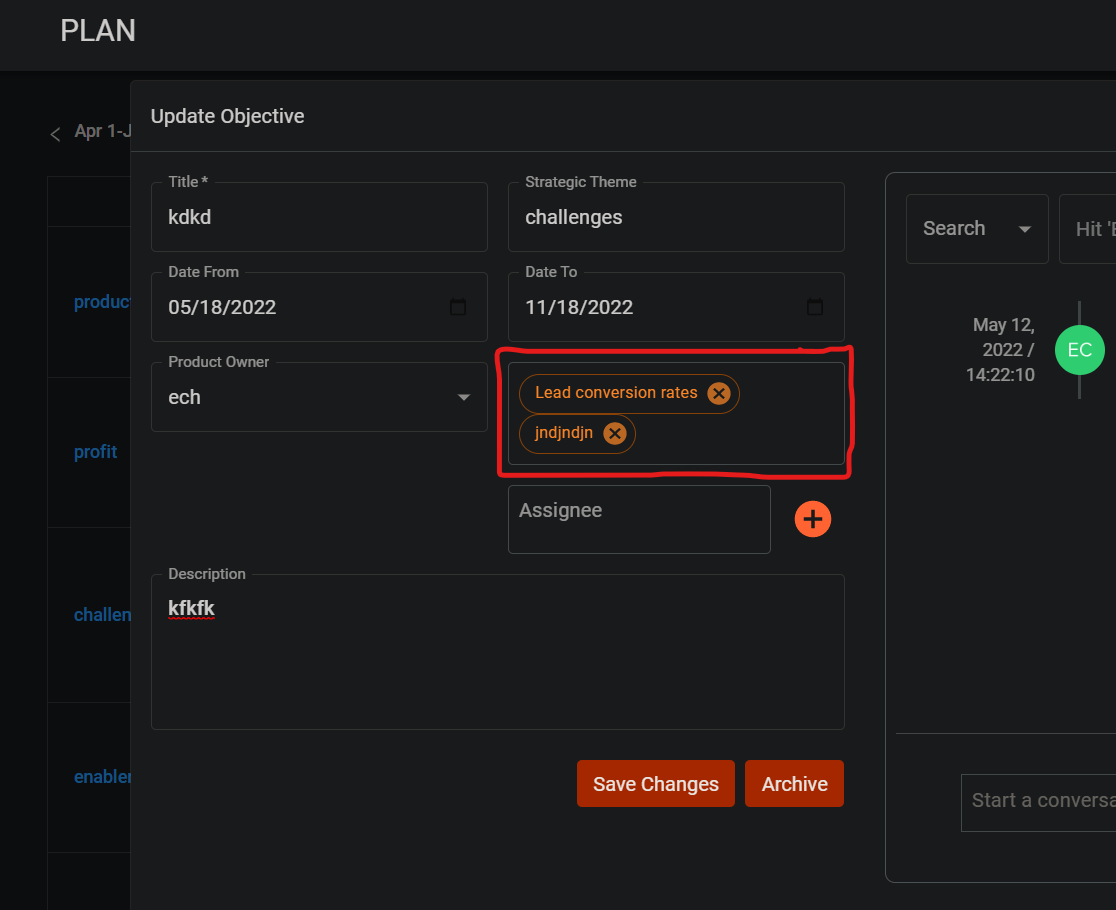 PLAN
Update Objective
Apr 1-J
Title *
kdkd
Strategic Theme
challenges
Date From
05/18/2022
Date To
11/18/2022
Product Owner
ech
Lead conversion rates
jndjndjn
Assignee
Description
kfkfk
Save Changes
Archive
produc
profit
challen
enabler
Search
Hit 'E
May 12,
2022 /
14:22:10
EC
Start a conversa